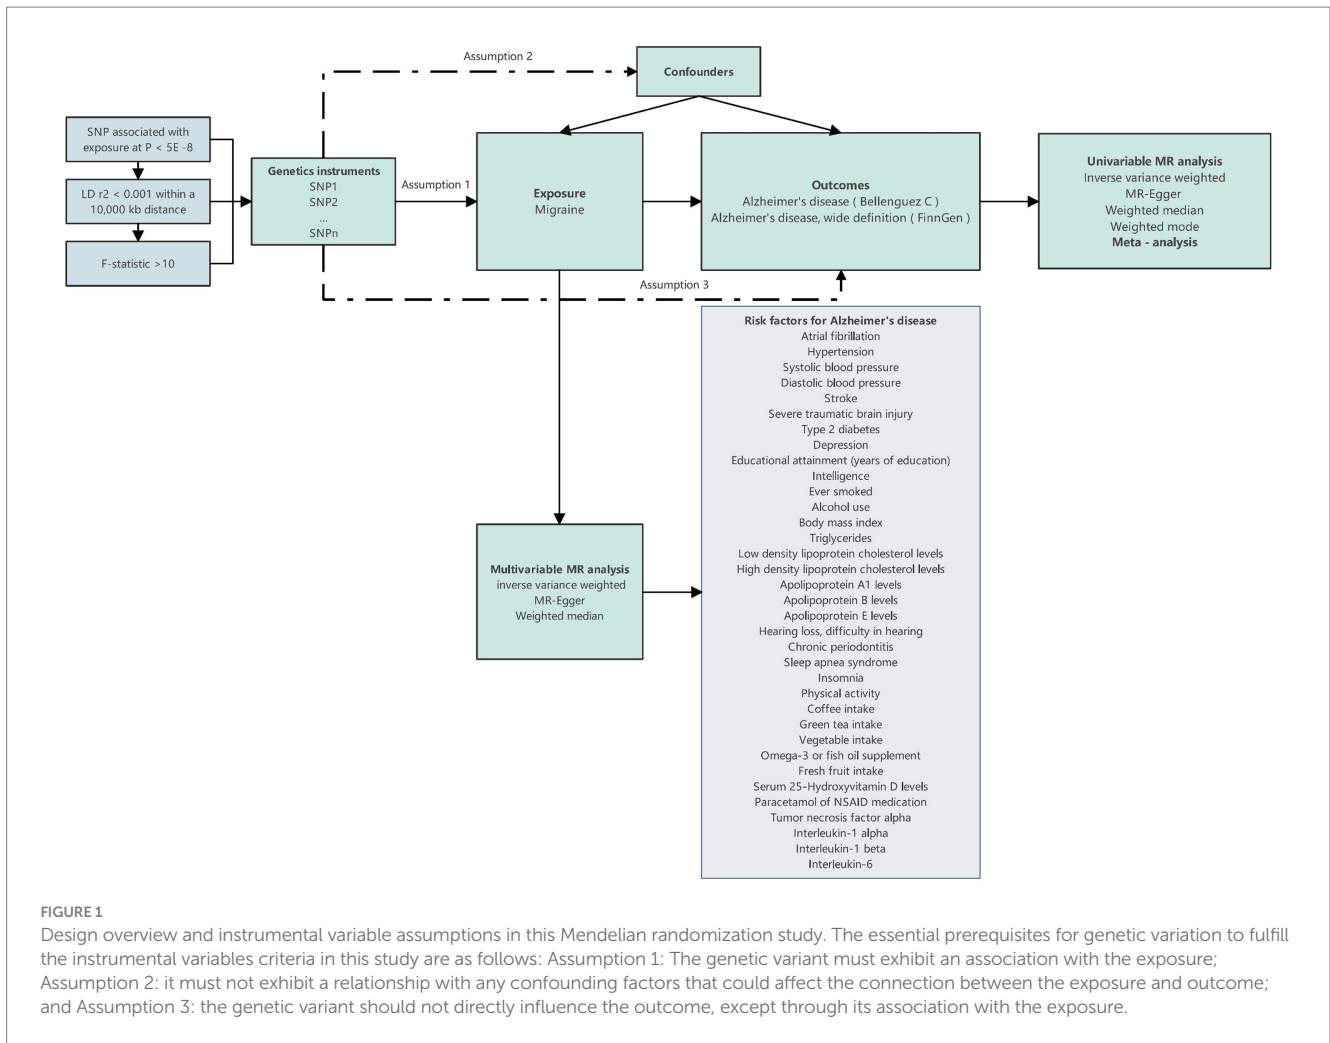 Assumption 2
Confounders
SNP associated with
exposure at P < 5E -8
LD r2 < 0.001 within a
10,000 kb distance
F-statistic >10
Genetics instruments
SNP1
SNP2
...
SNPn
Assumption 1
Exposure
Migraine
Outcomes
Alzheimer's disease ( Bellenguez C )
Alzheimer's disease, wide definition ( FinnGen )
Univariable MR analysis
Inverse variance weighted
MR-Egger
Weighted median
Weighted mode
Meta - analysis
Assumption 3
Multivariable MR analysis
inverse variance weighted
MR-Egger
Weighted median
Risk factors for Alzheimer's disease
Atrial fibrillation
Hypertension
Systolic blood pressure
Diastolic blood pressure
Stroke
Severe traumatic brain injury
Type 2 diabetes
Depression
Educational attainment (years of education)
Intelligence
Ever smoked
Alcohol use
Body mass index
Triglycerides
Low density lipoprotein cholesterol levels
High density lipoprotein cholesterol levels
Apolipoprotein A1 levels
Apolipoprotein B levels
Apolipoprotein E levels
Hearing loss, difficulty in hearing
Chronic periodontitis
Sleep apnea syndrome
Insomnia
Physical activity
Coffee intake
Green tea intake
Vegetable intake
Omega-3 or fish oil supplement
Fresh fruit intake
Serum 25-Hydroxyvitamin D levels
Paracetamol of NSAID medication
Tumor necrosis factor alpha
Interleukin-1 alpha
Interleukin-1 beta
Interleukin-6
FIGURE 1
Design overview and instrumental variable assumptions in this Mendelian randomization study. The essential prerequisites for genetic variation to fulfill
the instrumental variables criteria in this study are as follows: Assumption 1: The genetic variant must exhibit an association with the exposure;
Assumption 2: it must not exhibit a relationship with any confounding factors that could affect the connection between the exposure and outcome;
and Assumption 3: the genetic variant should not directly influence the outcome, except through its association with the exposure.